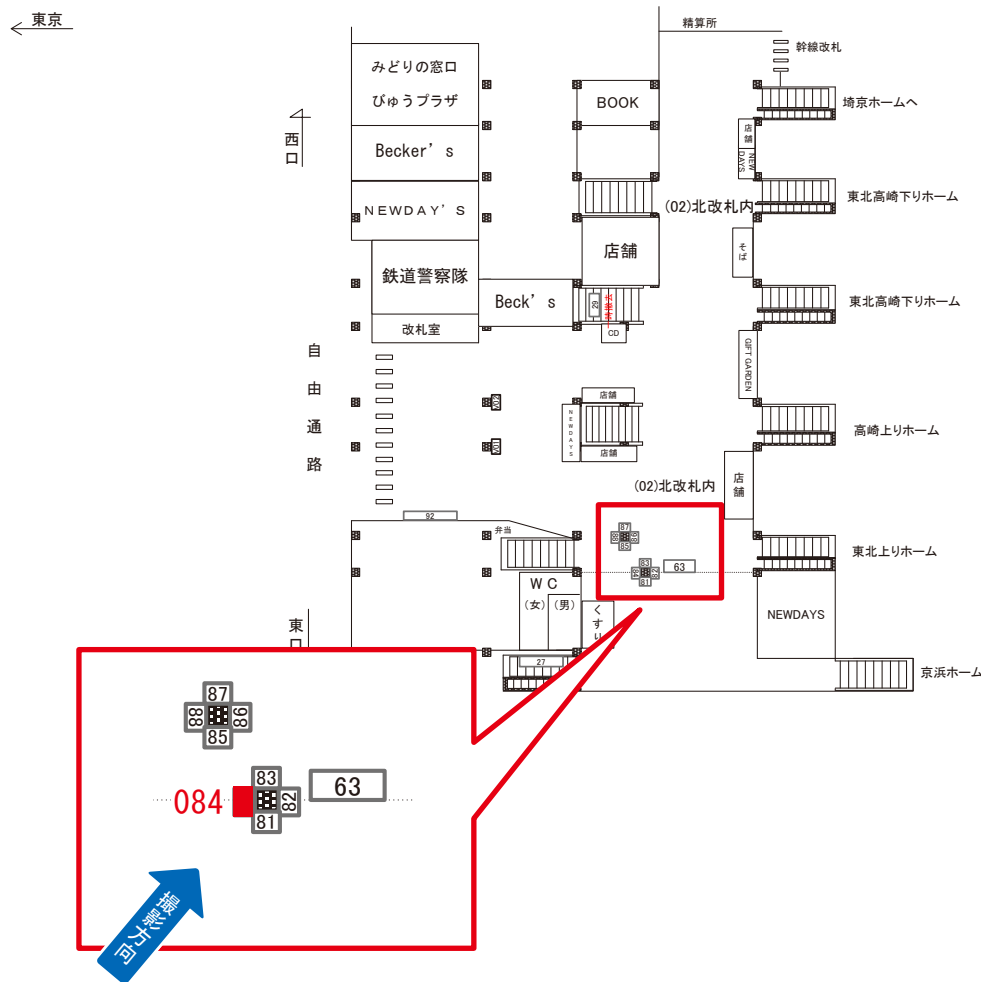 東京
精算所
幹線改札
みどりの窓口
びゅうプラザ
BOOK
埼京ホームへ
西口
Becker’s
店舗
NEW DAYS
NEWDAY’S
(02)北改札内
東北高崎下りホーム
店舗
そば
鉄道警察隊
Beck’s
29
東北高崎下りホーム
改札室
CD
自由通路
GIFT GARDEN
店舗
V02
NEWDAYS
高崎上りホーム
V01
店舗
(02)北改札内
店舗
92
弁当
87
88
86
85
東北上りホーム
83
84
82
81
63
WC
(女)
(男)
くすり
NEWDAYS
東口
27
京浜ホーム
87
88
86
85
83
63
084
82
81
撮影方向